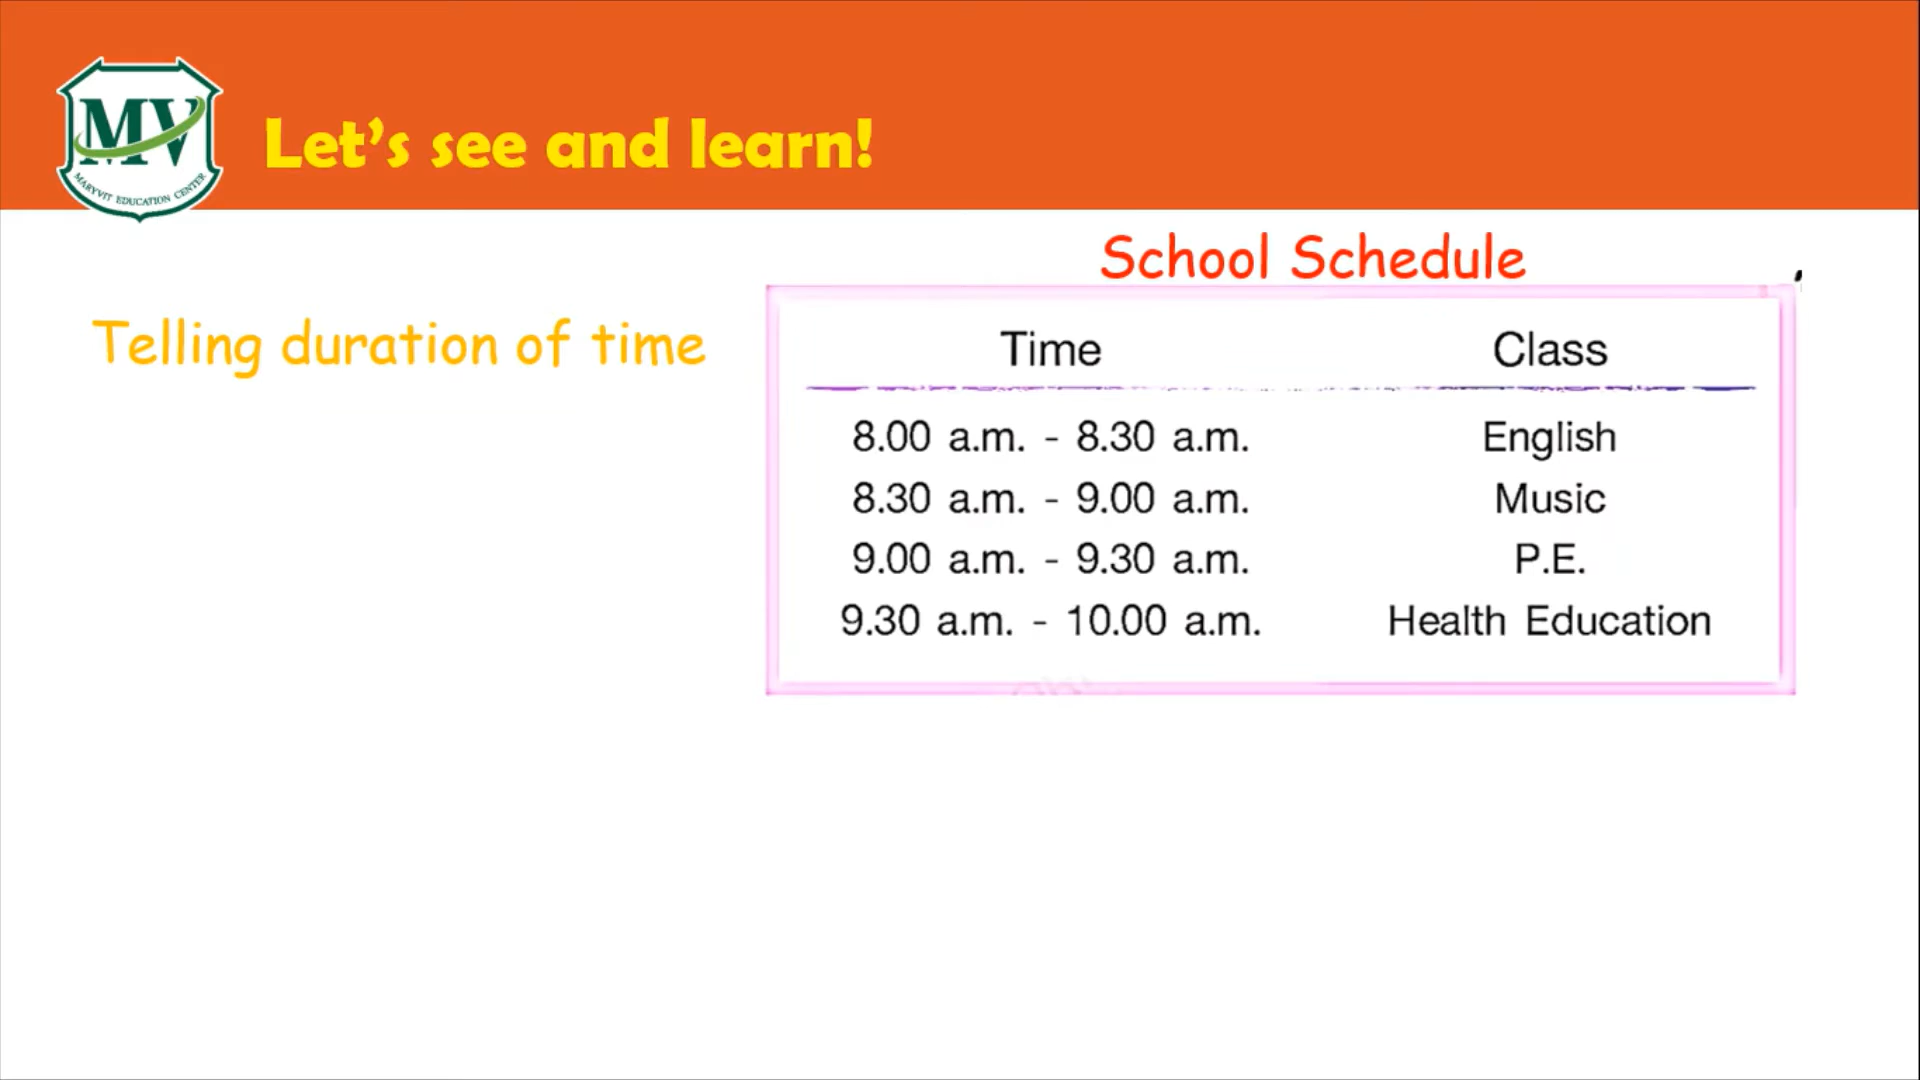 MV
MARYVIT EDUCATION CENTER
Let's see and learn!
School Schedule
Telling duration of time
Time Class
8.00 a.m. - 8.30 a.m. English
8.30 a.m. - 9.00 a.m. Music
9.00 a.m. - 9.30 a.m. P.E.
9.30 a.m. - 10.00 a.m. Health Education